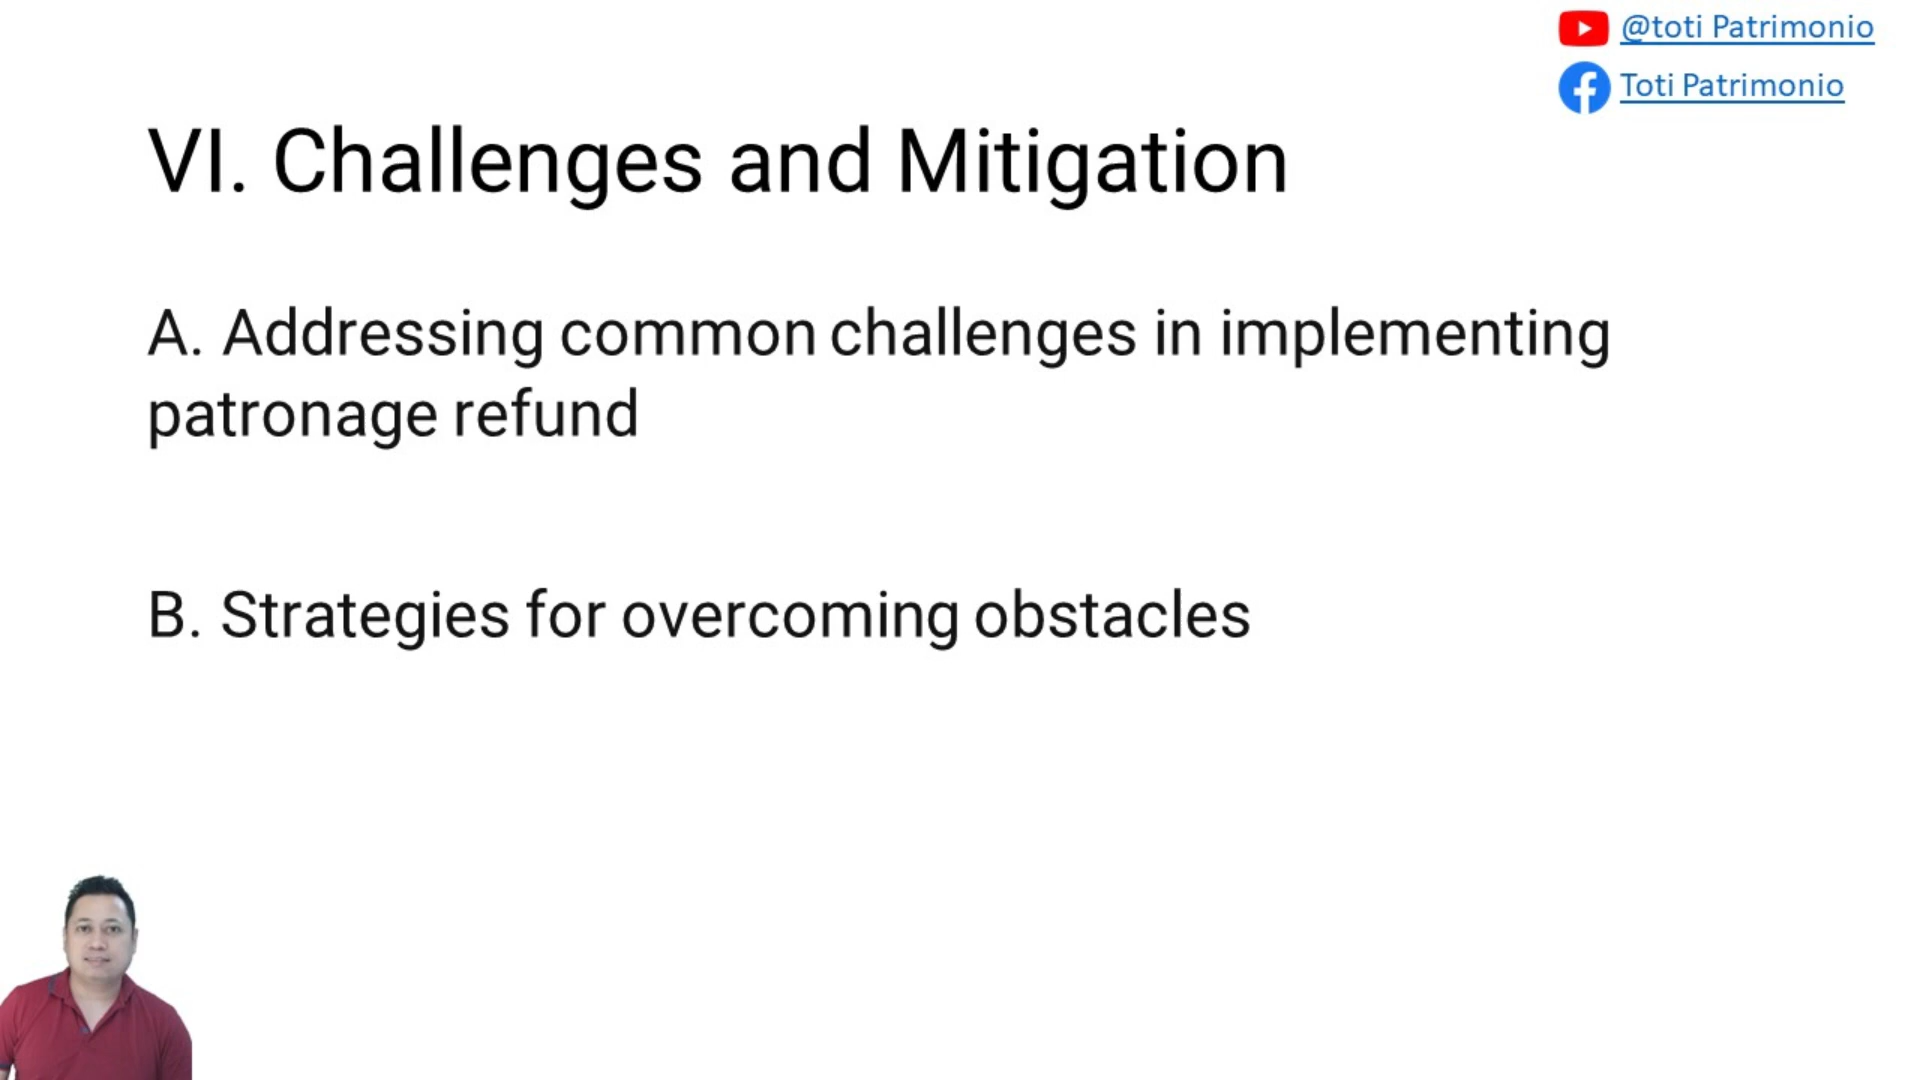 @toti Patrimonio
Toti Patrimonio
VI. Challenges and Mitigation
A. Addressing common challenges in implementing
patronage refund
B. Strategies for overcoming obstacles